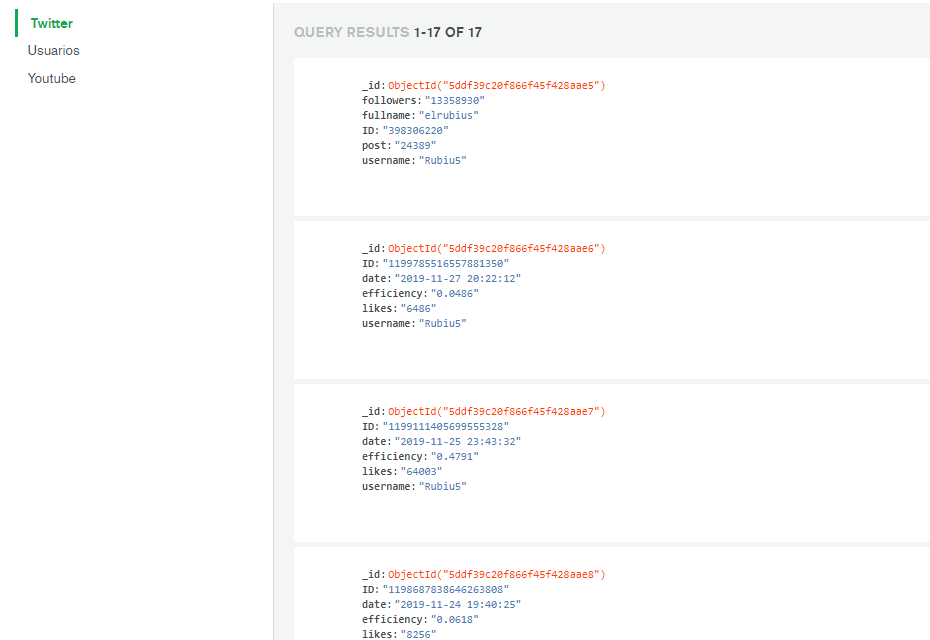 Twitter
Usuarios
Youtube
QUERY RESULTS 1-17 OF 17
_id:ObjectId("5ddf39c20f866f45f428aae5")
followers:"13358930"
fullname:"elrubius"
ID:"398306220"
post:"24389"
username:"Rubiu5"
_id:ObjectId("5ddf39c20f866f45f428aae6")
ID:"1199785516557881350"
date:"2019-11-27 20:22:12"
efficiency:"0.0486"
likes:"6486"
username:"Rubiu5"
_id:ObjectId("5ddf39c20f866f45f428aae7")
ID:"1199111405699555328"
date:"2019-11-25 23:43:32"
efficiency:"0.4791"
likes:"64003"
username:"Rubiu5"
_id:ObjectId("5ddf39c20f866f45f428aae8")
ID:"1198687838646263808"
date:"2019-11-24 19:40:25"
efficiency:"0.0618"
likes:"8256"